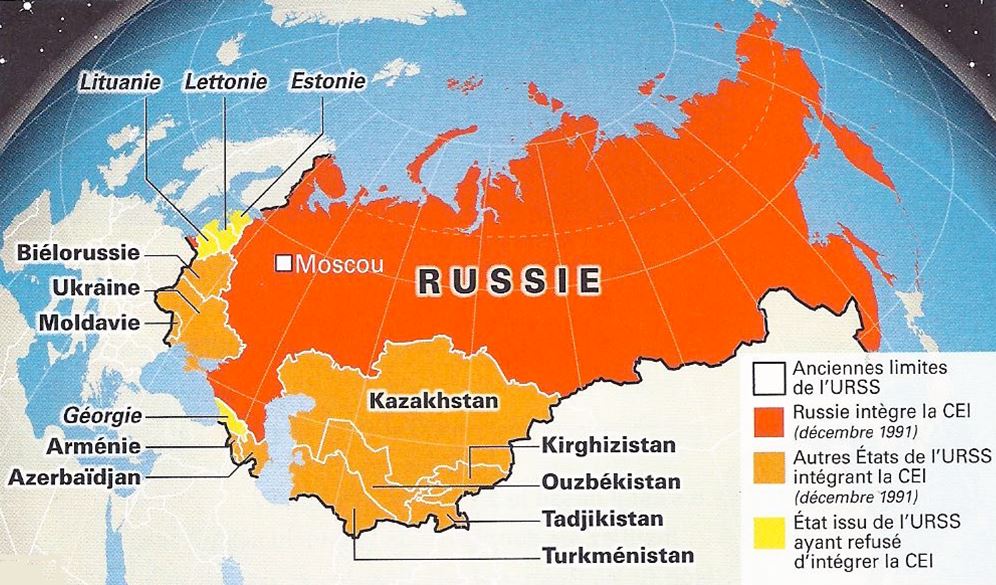 Lituanie
Lettonie
Estonie
Biélorussie
Ukraine
Moldavie
Moscou
RUSSIE
Géorgie
Arménie
Azerbaïdjan
Kazakhstan
Kirghizistan
Ouzbékistan
Tadjikistan
Turkménistan
Anciennes limites
de l'URSS
Russie intègre la CEI
(décembre 1991)
Autres États de l'URSS
intégrant la CEI
(décembre 1991)
État issu de l'URSS
ayant refusé
d'intégrer la CEI